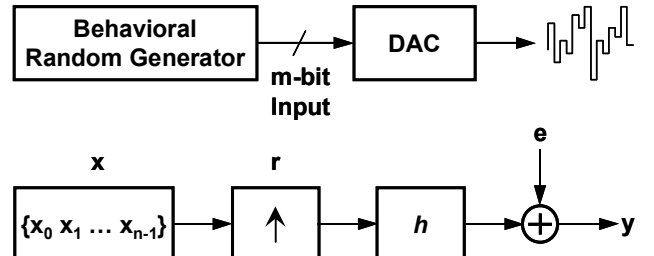 Behavioral
Random Generator
DAC
m-bit
Input
x
r
e
{x₀ x₁ … xₙ₋₁}
↑
h
+
y